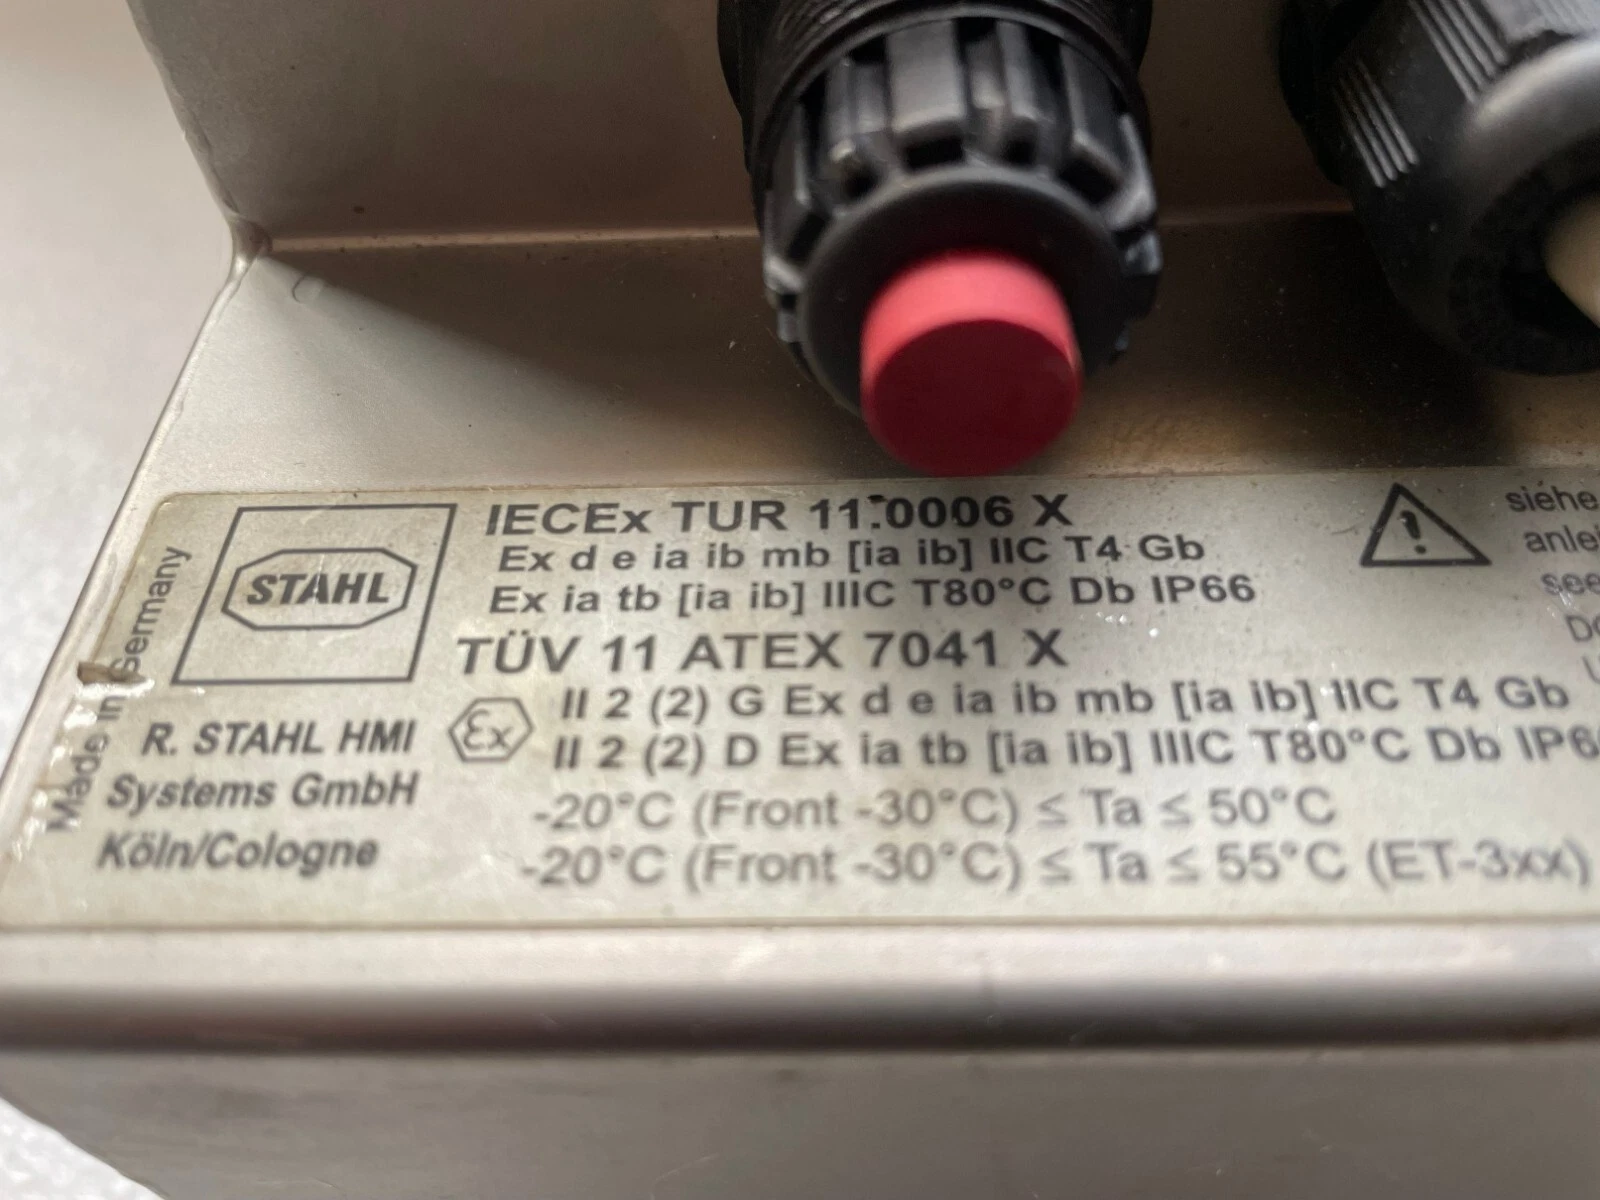 Made in Germany
STAHL
R. STAHL HMI
Systems GmbH
Köln/Cologne
IECEx TUR 11.0006 X
Ex d e ia ib mb [ia ib] IIC T4 Gb
Ex ia tb [ia ib] IIIC T80°C Db IP66
TÜV 11 ATEX 7041 X
Ex
II 2 (2) G Ex d e ia ib mb [ia ib] IIC T4 Gb
II 2 (2) D Ex ia tb [ia ib] IIIC T80°C Db IP6
-20°C (Front -30°C) ≤ Ta ≤ 50°C
-20°C (Front -30°C) ≤ Ta ≤ 55°C (ET-3xx)
!
siehe
see